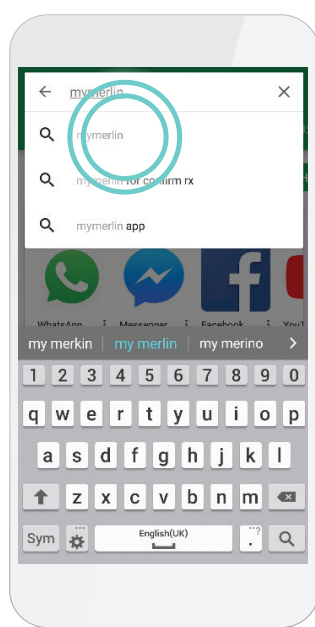 mymerlin
mymerlin
mymerlin for confirm rx
mymerlin app
WhatsApp Messenger Facebook
my merkin my merlin my merino
1 2 3 4 5 6 7 8 9 0
q w e r t y u i o p
a s d f g h j k l
z x c v b n m
Sym English(UK) . ?